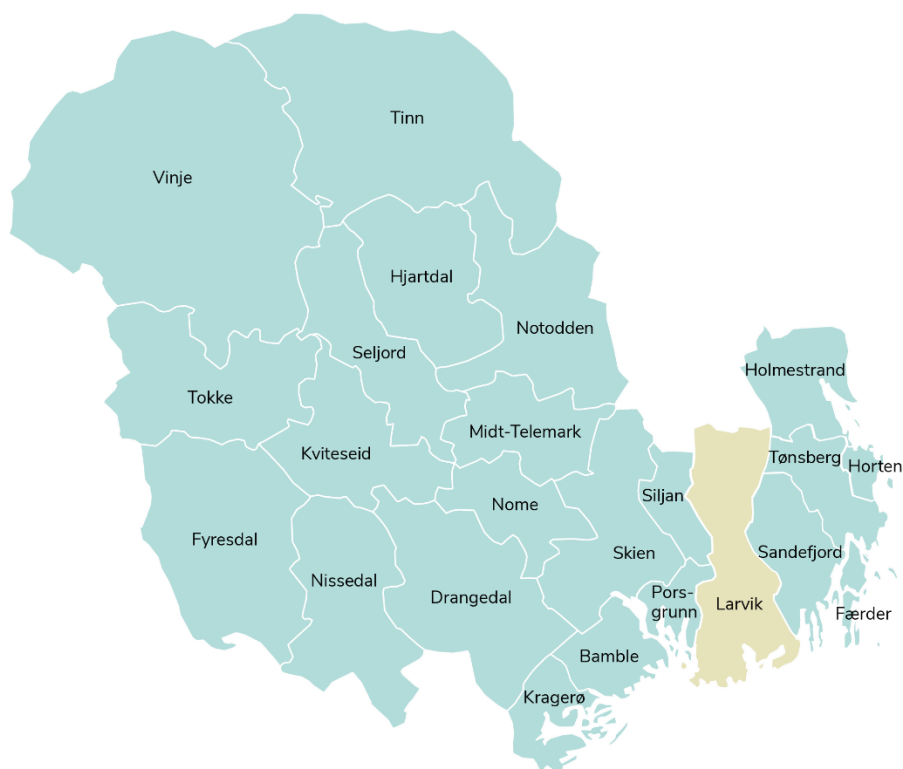 Tinn
Vinje
Hjartdal
Notodden
Seljord
Holmestrand
Tokke
Midt-Telemark
Kviteseid
Tønsberg
Horten
Siljan
Nome
Fyresdal
Skien
Sandefjord
Nissedal
Drangedal
Pors-
grunn
Larvik
Færder
Bamble
Kragerø